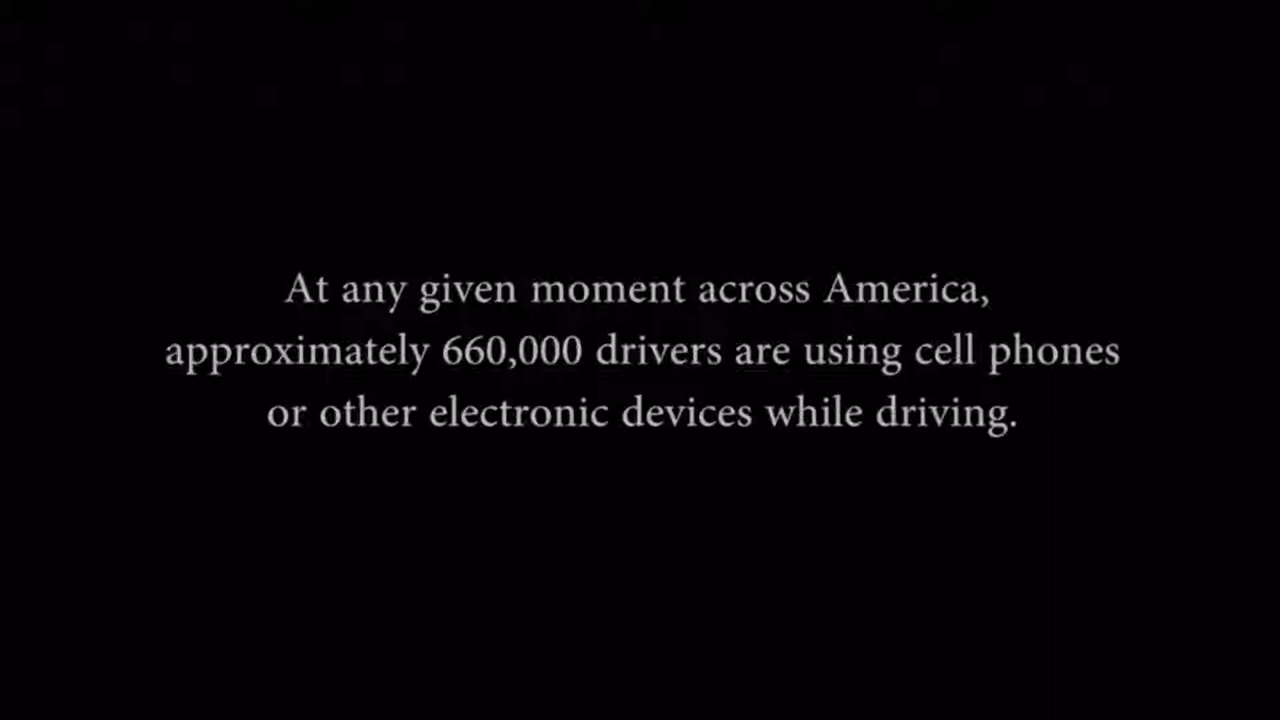 At any given moment across America,
approximately 660,000 drivers are using cell phones
or other electronic devices while driving.